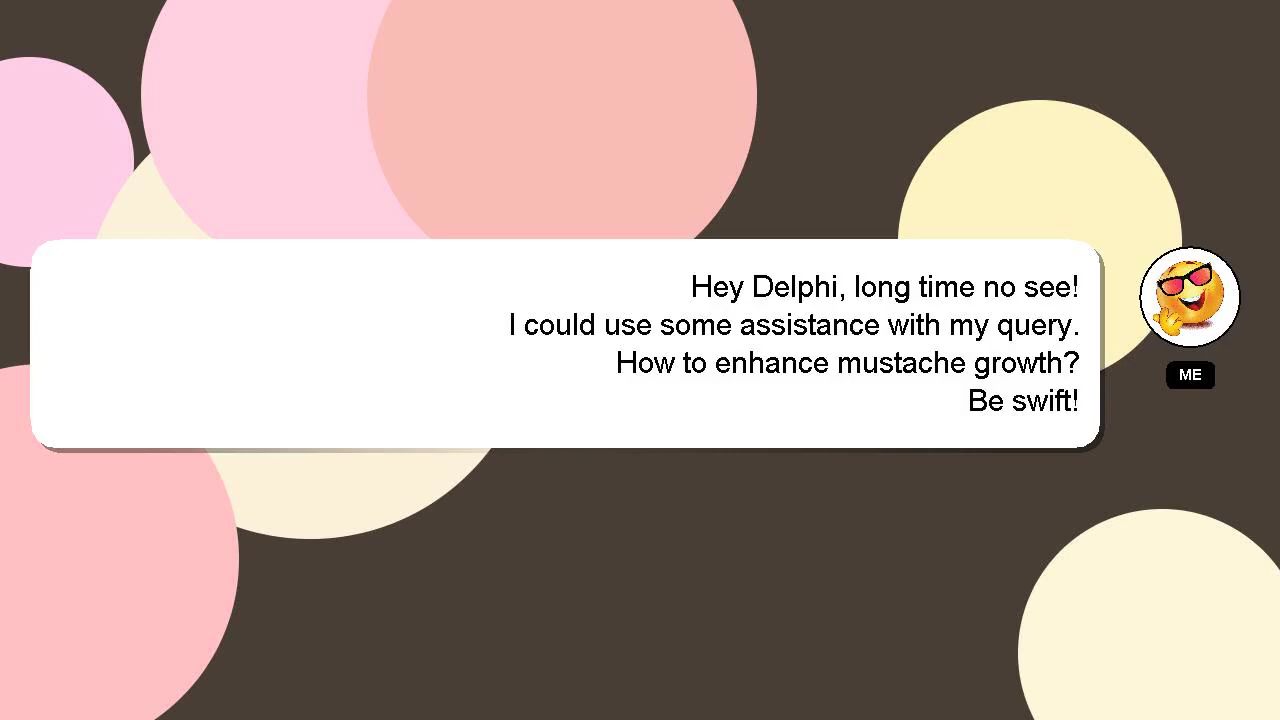 Hey Delphi, long time no see!
I could use some assistance with my query.
How to enhance mustache growth?
Be swift!
ME